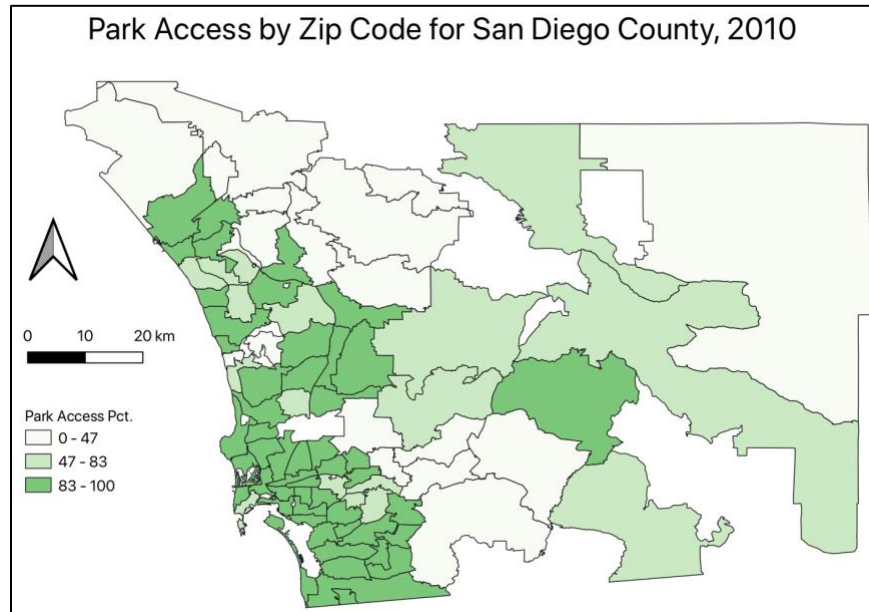 Park Access by Zip Code for San Diego County, 2010
0 10 20 km
Park Access Pct.
0 - 47
47 - 83
83 - 100